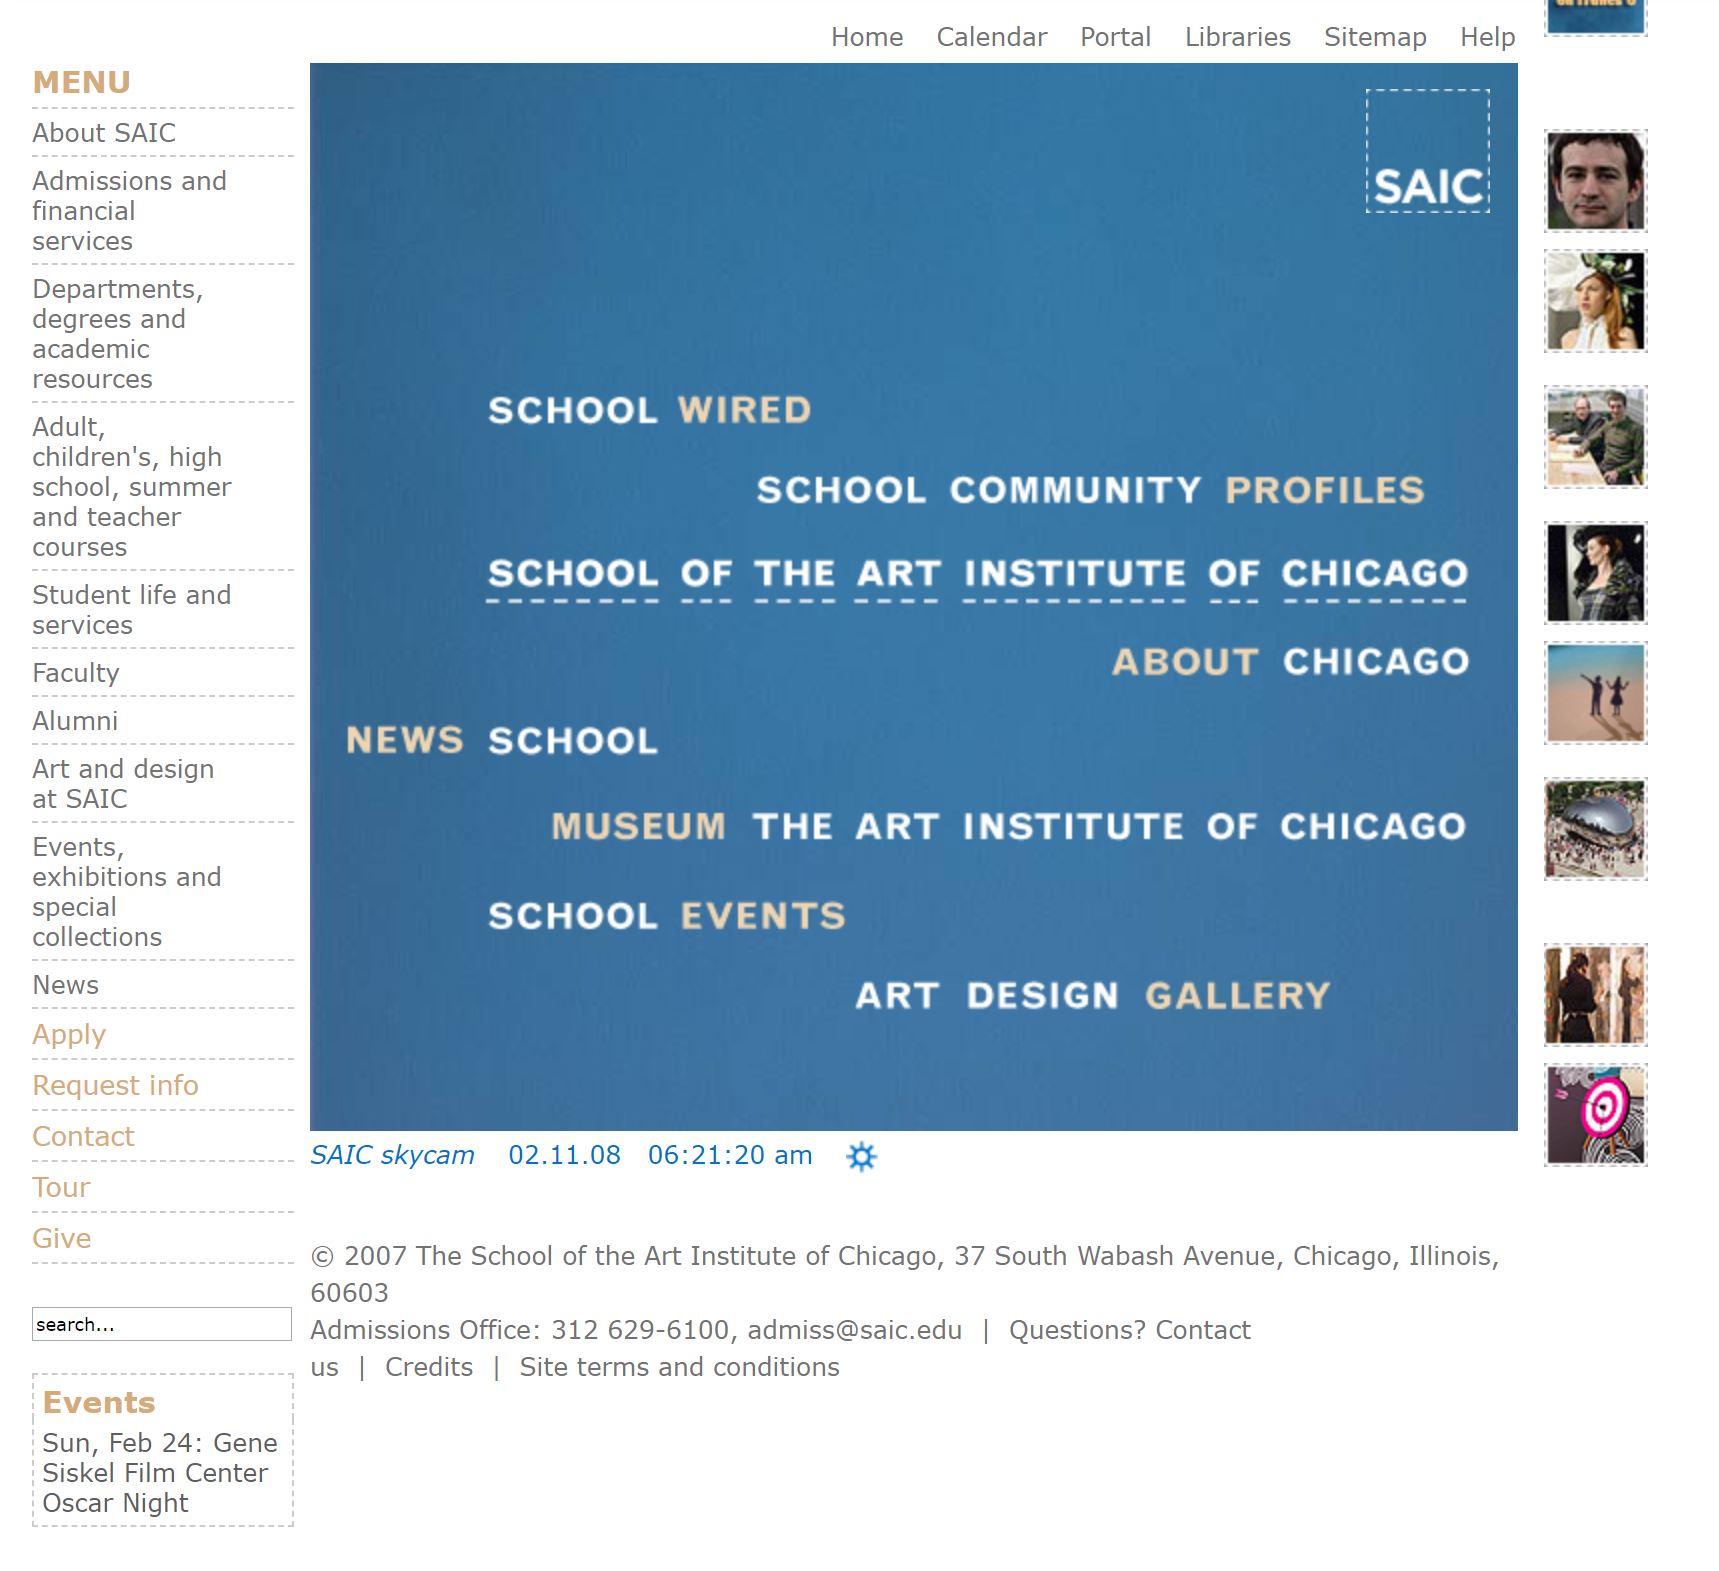 Home Calendar Portal Libraries Sitemap Help
MENU
About SAIC
Admissions and
financial
services
Departments,
degrees and
academic
resources
Adult,
children's, high
school, summer
and teacher
courses
Student life and
services
Faculty
Alumni
Art and design
at SAIC
Events,
exhibitions and
special
collections
News
Apply
Request info
Contact
Tour
Give
search...
Events
Sun, Feb 24: Gene
Siskel Film Center
Oscar Night
SAIC
SCHOOL WIRED
SCHOOL COMMUNITY PROFILES
SCHOOL OF THE ART INSTITUTE OF CHICAGO
ABOUT CHICAGO
NEWS SCHOOL
MUSEUM THE ART INSTITUTE OF CHICAGO
SCHOOL EVENTS
ART DESIGN GALLERY
SAIC skycam 02.11.08 06:21:20 am
© 2007 The School of the Art Institute of Chicago, 37 South Wabash Avenue, Chicago, Illinois,
60603
Admissions Office: 312 629-6100, admiss@saic.edu | Questions? Contact
us | Credits | Site terms and conditions